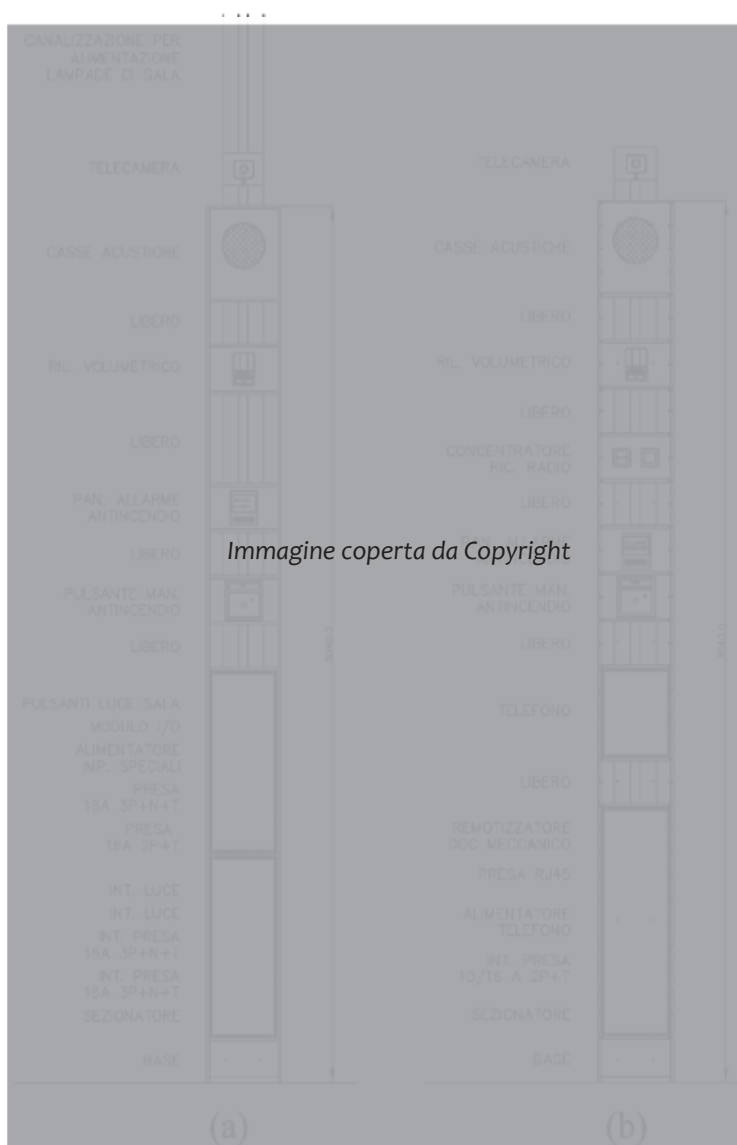 CANALIZZAZIONE PER
ALIMENTAZIONE
LAMPADE DI SALA
TELECAMERA
CASSE ACUSTICHE
LIBERO
RIL. VOLUMETRICO
LIBERO
PAN. ALLARME
ANTINCENDIO
LIBERO
PULSANTE MAN.
ANTINCENDIO
LIBERO
PULSANTI LUCE SALA
MODULO I/O
ALIMENTATORE
IMP. SPECIALI
PRESA
16A 3P+N+T
PRESA
16A 2P+T
INT. LUCE
INT. LUCE
INT. PRESA
16A 3P+N+T
INT. PRESA
16A 3P+N+T
SEZIONATORE
BASE
(a)
Immagine coperta da Copyright
TELECAMERA
CASSE ACUSTICHE
LIBERO
RIL. VOLUMETRICO
LIBERO
CONCENTRATORE
RIC. RADIO
LIBERO
PAN. ALLARME
ANTINCENDIO
PULSANTE MAN.
ANTINCENDIO
LIBERO
TELEFONO
LIBERO
REMOTIZZATORE
DDC MECCANICO
PRESA RJ45
ALIMENTATORE
TELEFONO
INT. PRESA
10/16 A 2P+T
SEZIONATORE
BASE
(b)